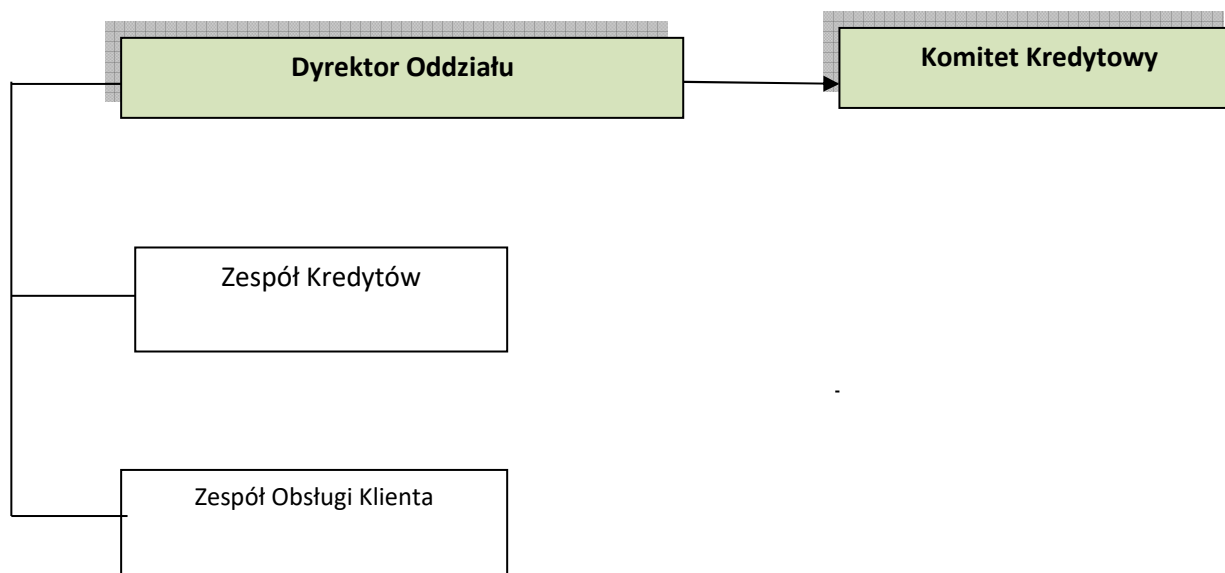 Dyrektor Oddziału
Komitet Kredytowy
Zespół Kredytów
-
Zespół Obsługi Klienta